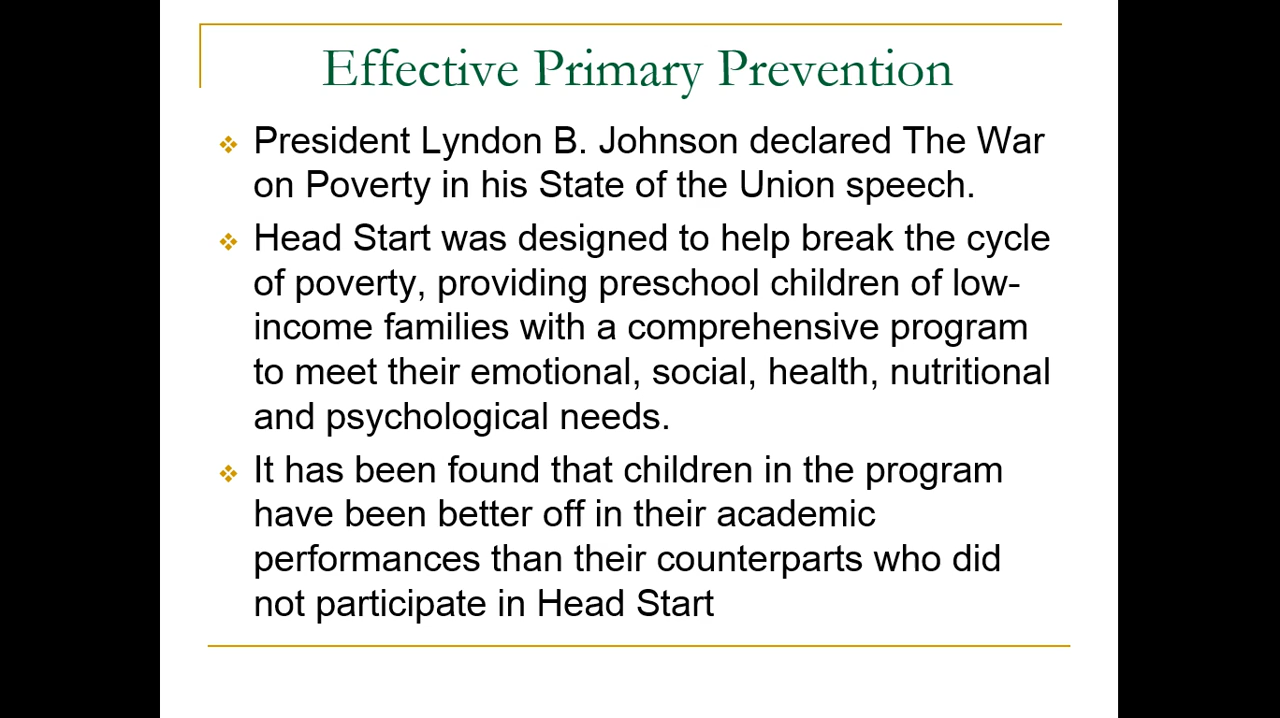 Effective Primary Prevention
President Lyndon B. Johnson declared The War
on Poverty in his State of the Union speech.
Head Start was designed to help break the cycle
of poverty, providing preschool children of low-
income families with a comprehensive program
to meet their emotional, social, health, nutritional
and psychological needs.
It has been found that children in the program
have been better off in their academic
performances than their counterparts who did
not participate in Head Start